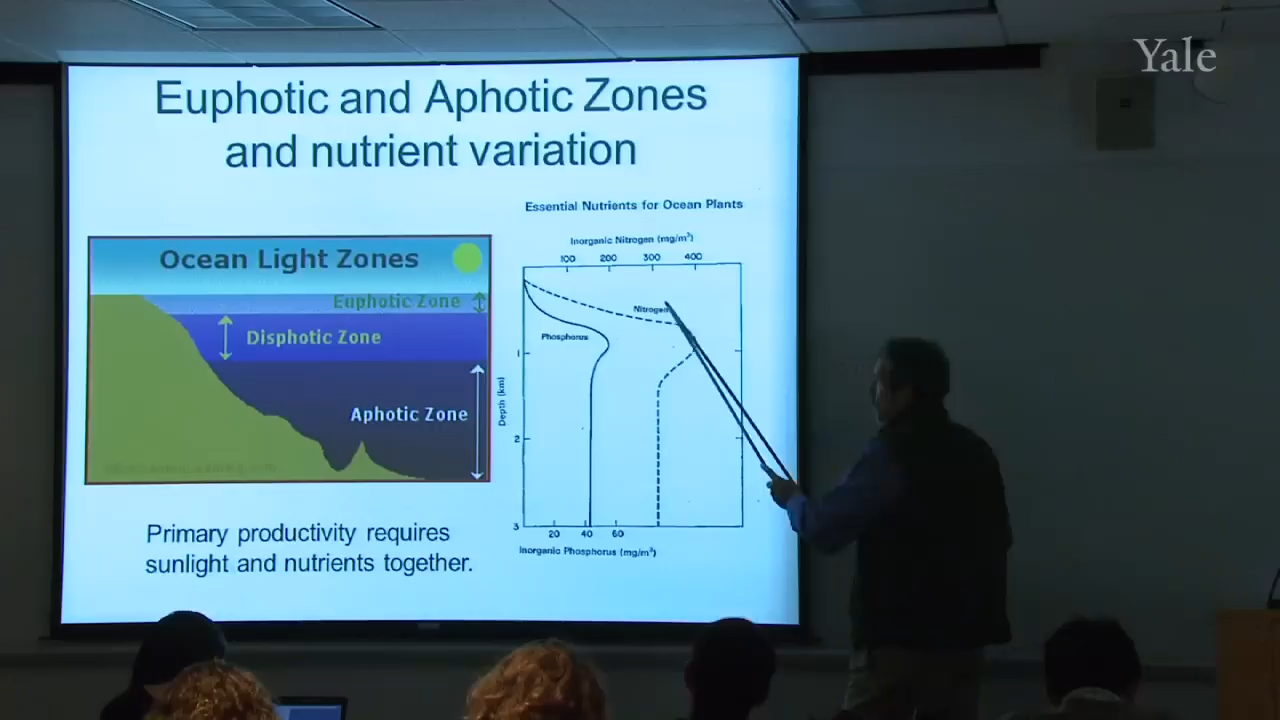 Yale
Euphotic and Aphotic Zones
and nutrient variation
Ocean Light Zones
Euphotic Zone
Disphotic Zone
Aphotic Zone
Primary productivity requires
sunlight and nutrients together.
Essential Nutrients for Ocean Plants
Inorganic Nitrogen (mg/m³)
100 200 300 400
Nitrogen
Phosphorus
1
Depth (km)
2
3
20 40 60
Inorganic Phosphorus (mg/m³)